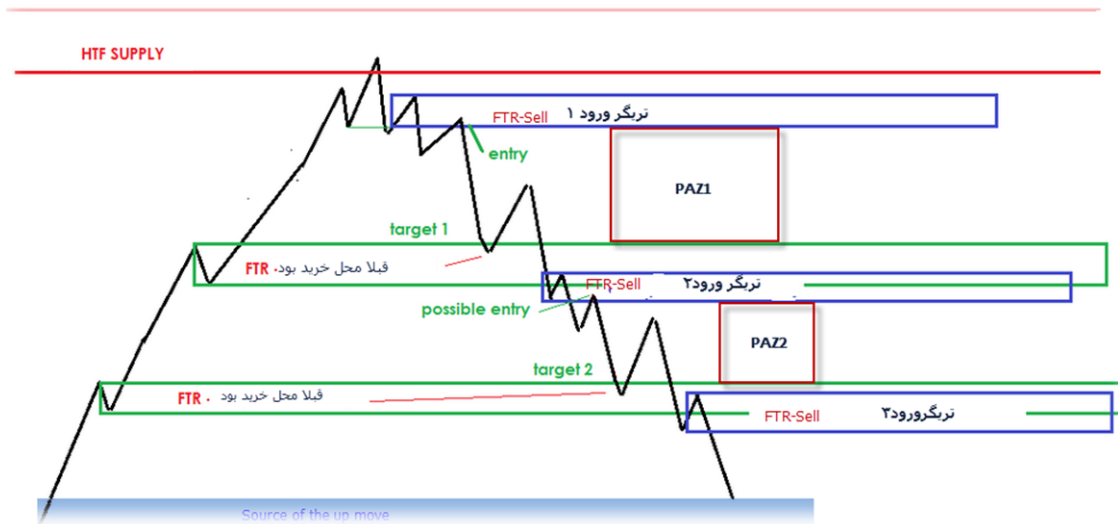 HTF SUPPLY
FTR-Sell تریگر ورود ۱
entry
PAZ1
target 1
FTR . قبلا محل خرید بود
FTR-Sell تریگر ورود۲
possible entry
PAZ2
target 2
FTR . قبلا محل خرید بود
FTR-Sell تریگرورود۳
Source of the up move